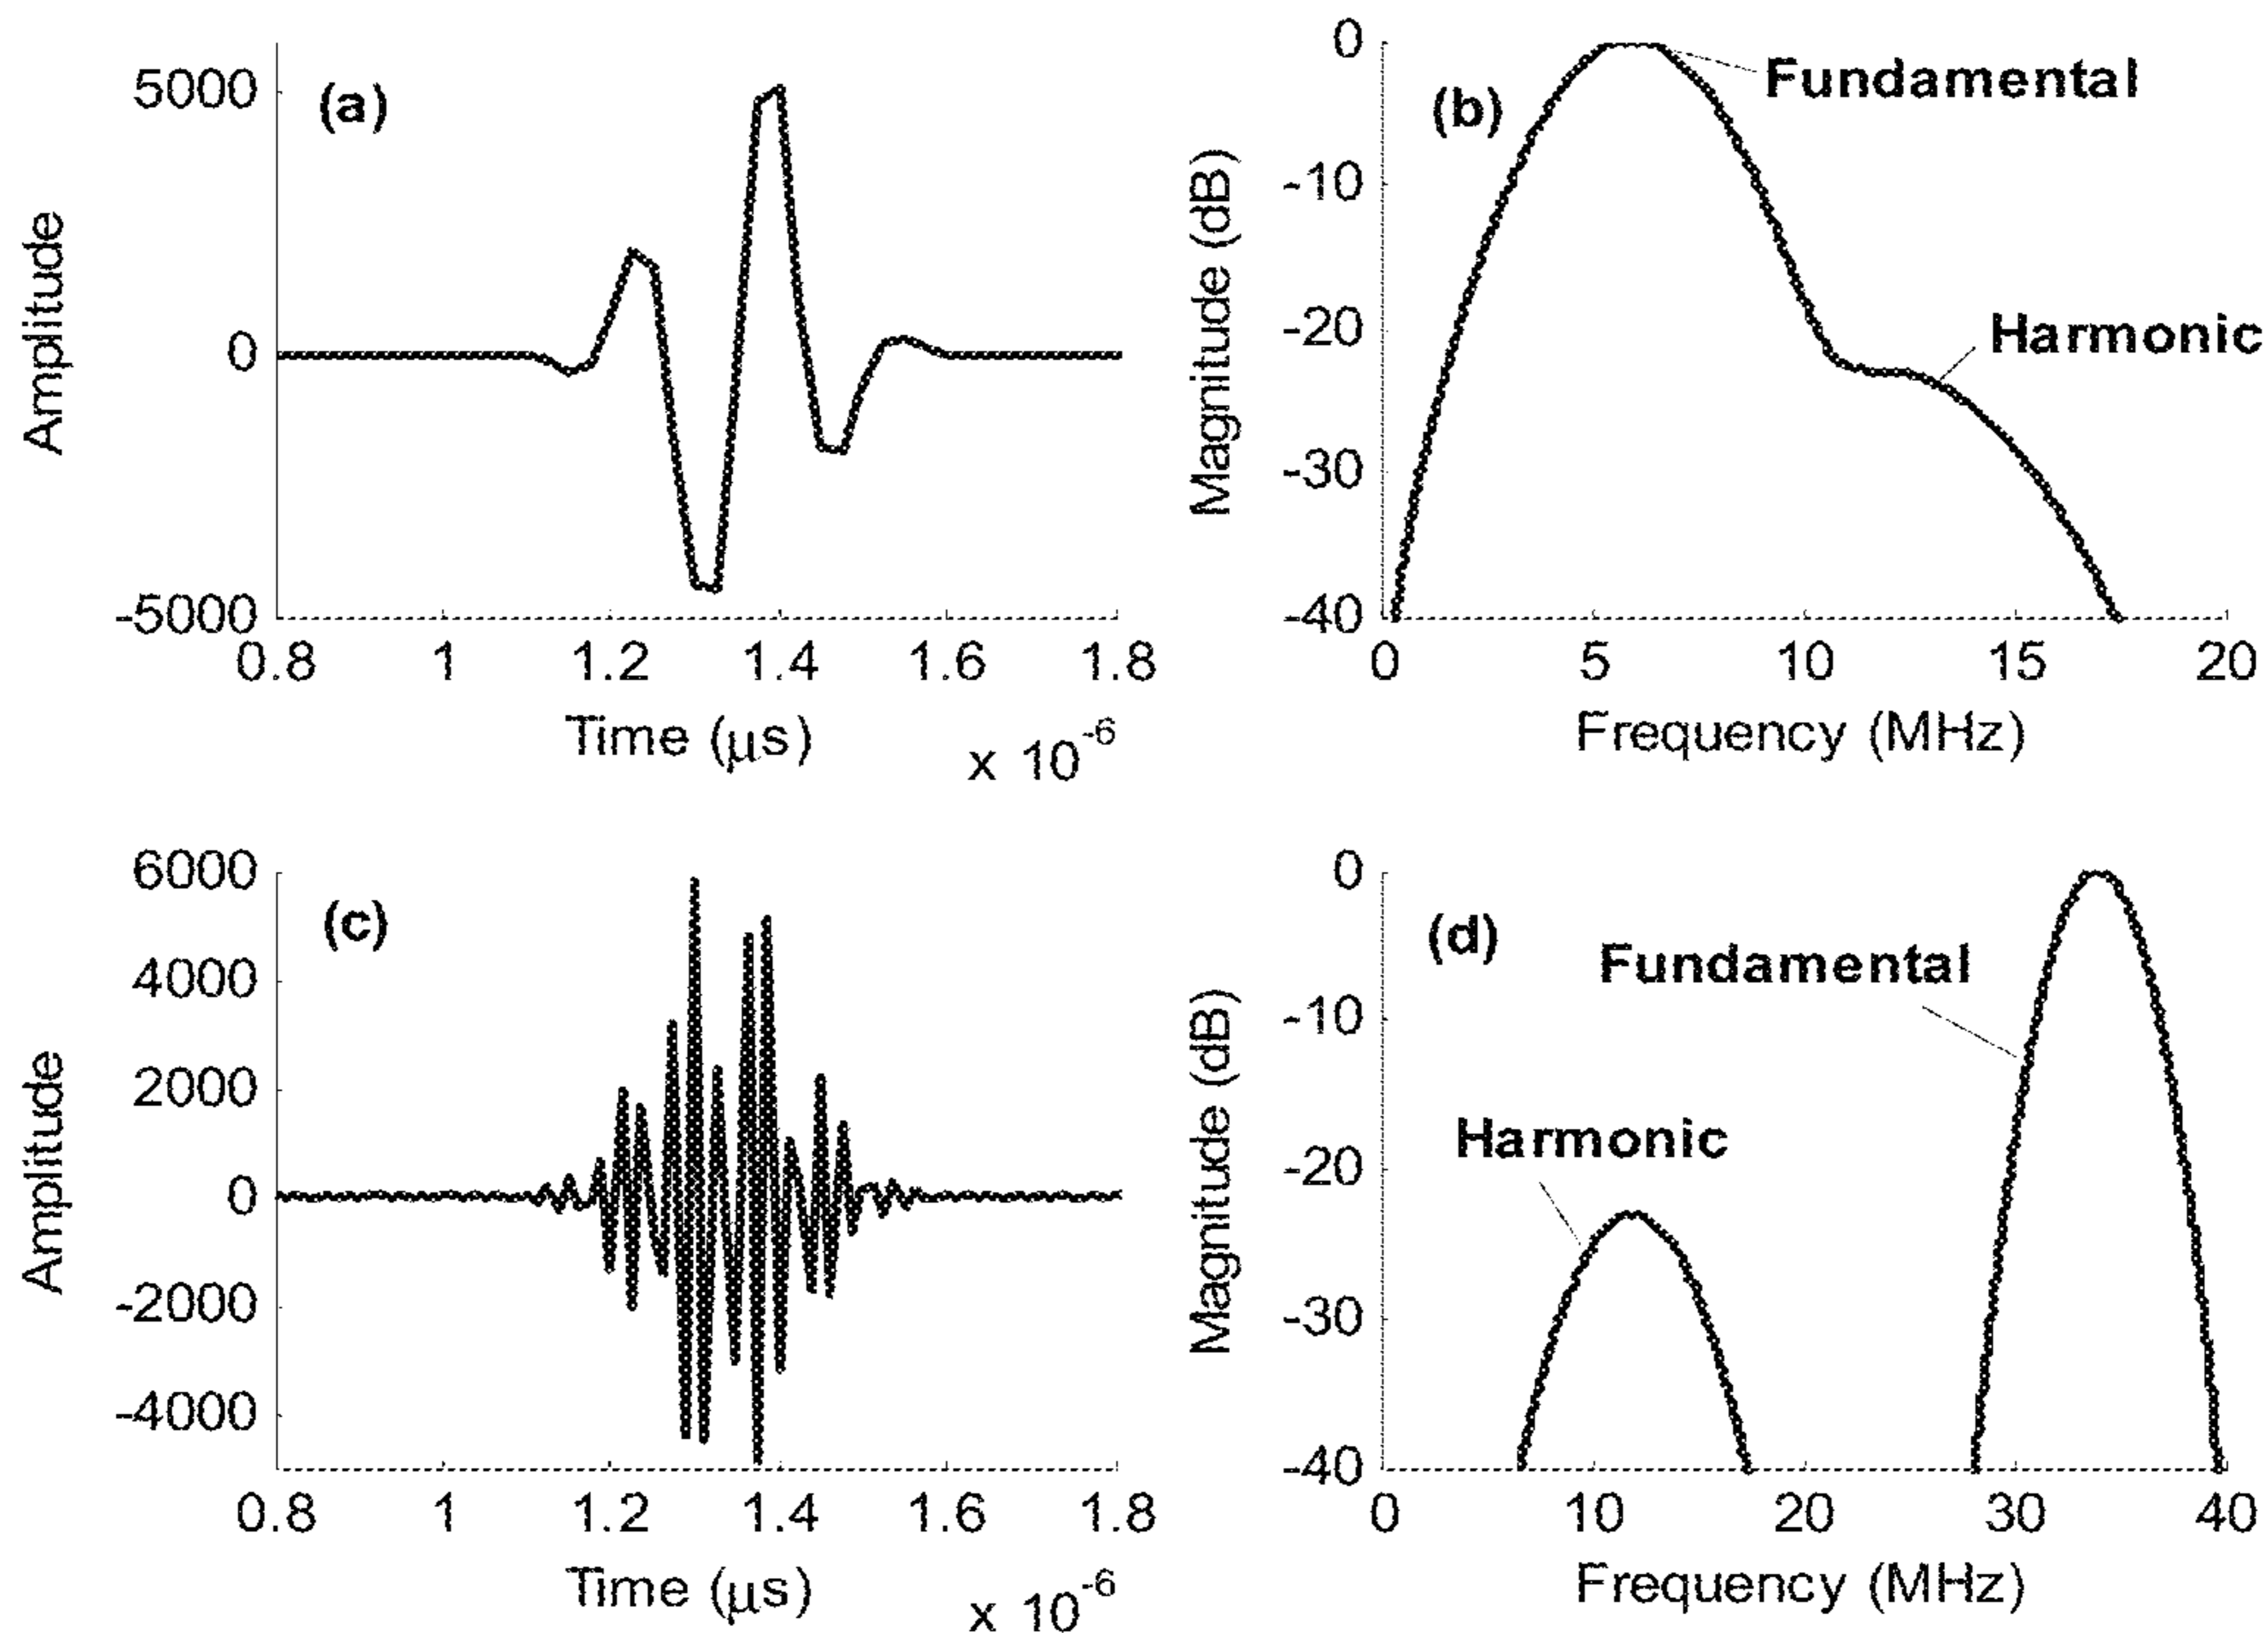 (a)
5000
0
-5000
Amplitude
0.8 1 1.2 1.4 1.6 1.8
Time (μs)
x 10-6
(b)
Fundamental
Harmonic
0
-10
-20
-30
-40
Magnitude (dB)
0 5 10 15 20
Frequency (MHz)
(c)
6000
4000
2000
0
-2000
-4000
Amplitude
0.8 1 1.2 1.4 1.6 1.8
Time (μs)
x 10-6
(d)
Fundamental
Harmonic
0
-10
-20
-30
-40
Magnitude (dB)
0 10 20 30 40
Frequency (MHz)